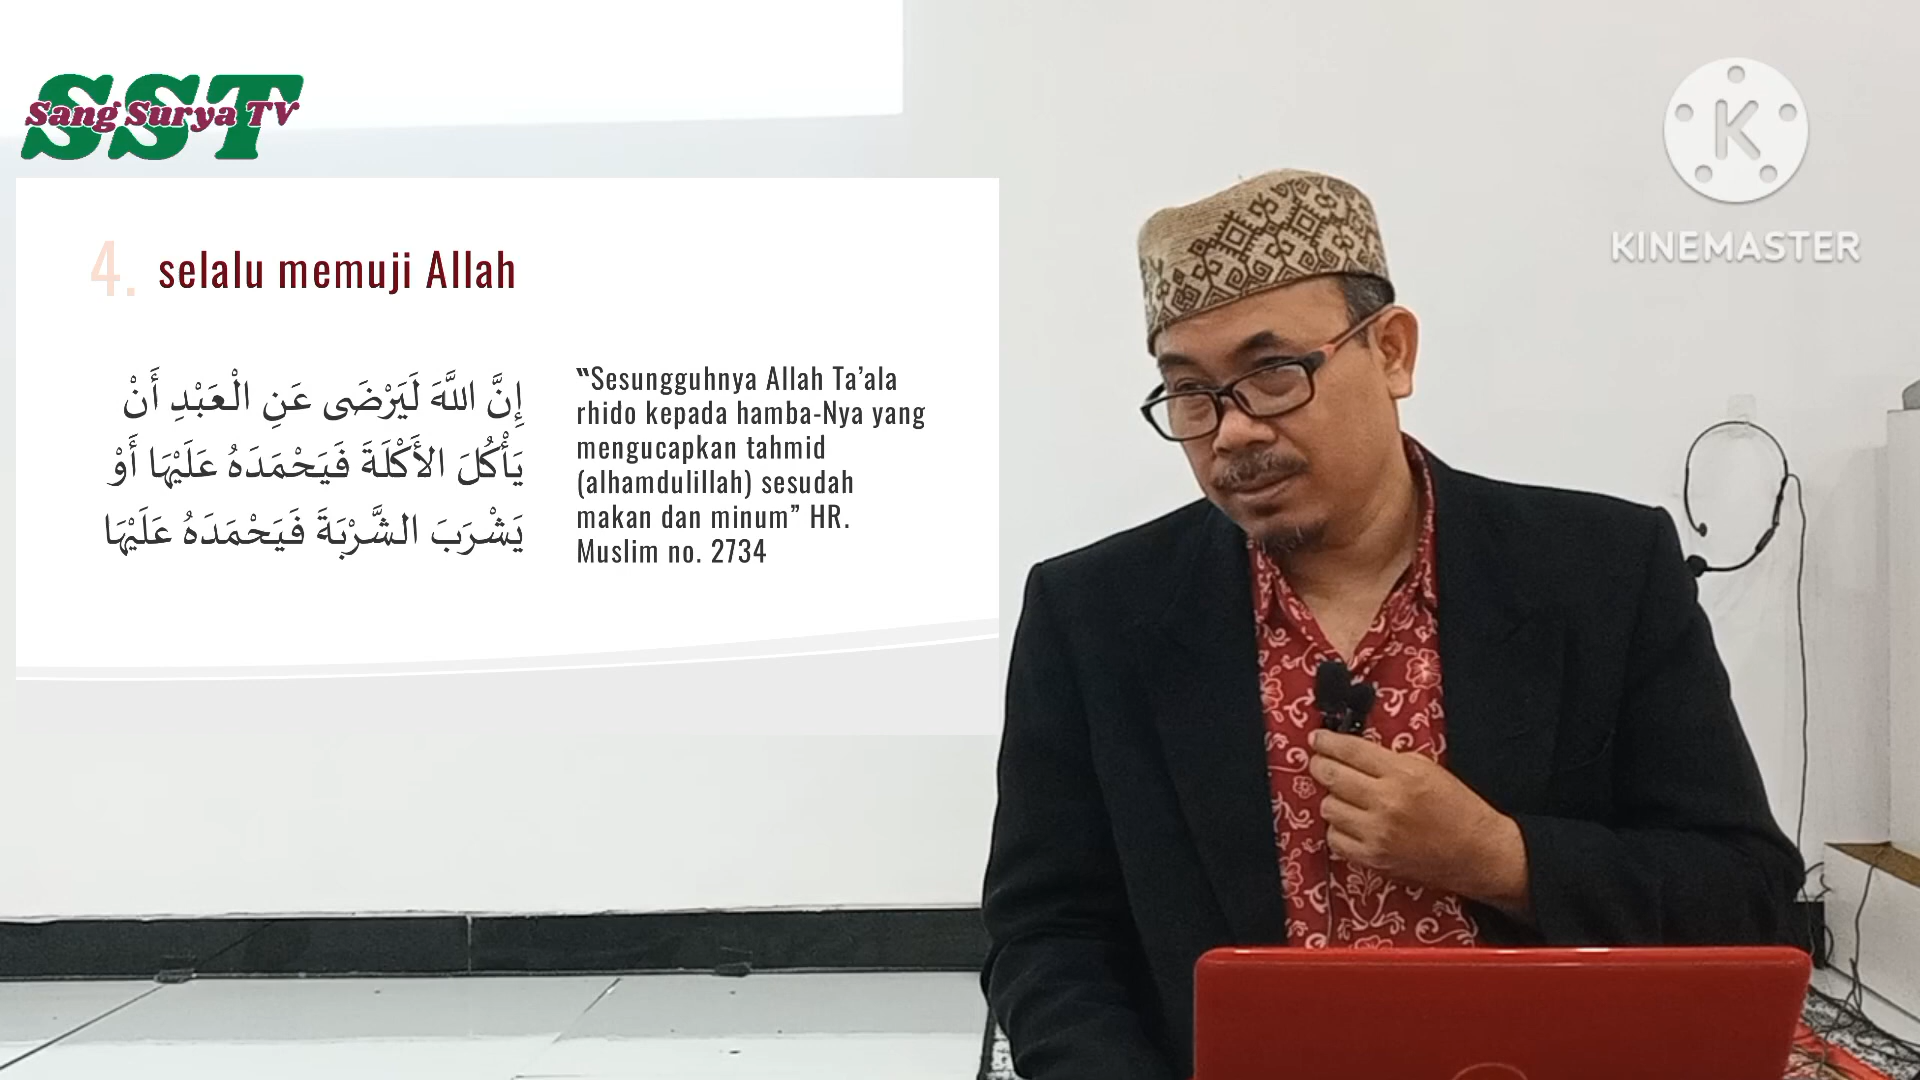 SST
Sang Surya TV
K
KINEMASTER
4. selalu memuji Allah
إِنَّ اللَّهَ لَيَرْضَى عَنِ الْعَبْدِ أَنْ
يَأْكُلَ الأَكْلَةَ فَيَحْمَدَهُ عَلَيْهَا أَوْ
يَشْرَبَ الشَّرْبَةَ فَيَحْمَدَهُ عَلَيْهَا
“Sesungguhnya Allah Ta’ala
rhido kepada hamba-Nya yang
mengucapkan tahmid
(alhamdulillah) sesudah
makan dan minum” HR.
Muslim no. 2734